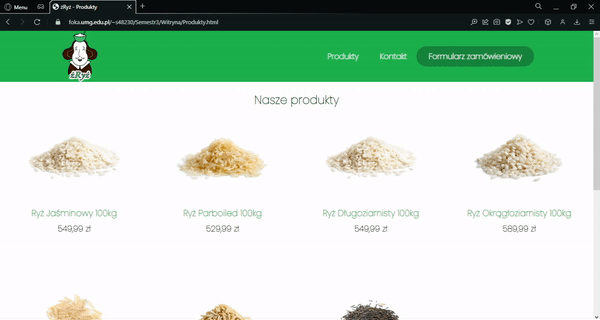 Menu
żRyż - Produkty
foka.umg.edu.pl/~s48230/Semestr3/Witryna/Produkty.html
żRyż
Produkty Kontakt Formularz zamówieniowy
Nasze produkty
Ryż Jaśminowy 100kg Ryż Parboiled 100kg Ryż Długoziarnisty 100kg Ryż Okrągłoziarnisty 100kg
549,99 zł 529,99 zł 549,99 zł 589,99 zł